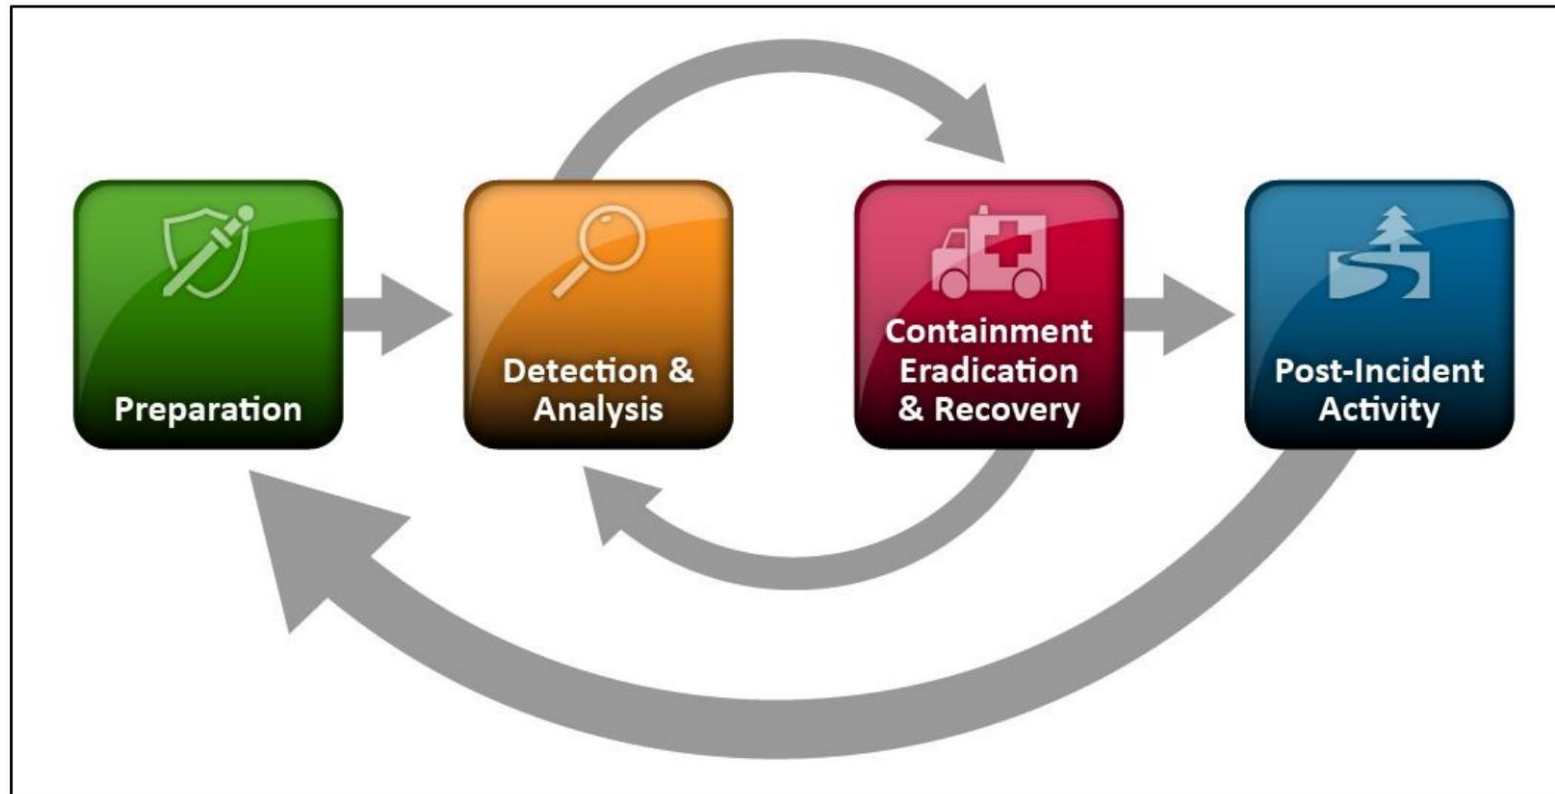 Preparation
Detection &
Analysis
Containment
Eradication
& Recovery
Post-Incident
Activity